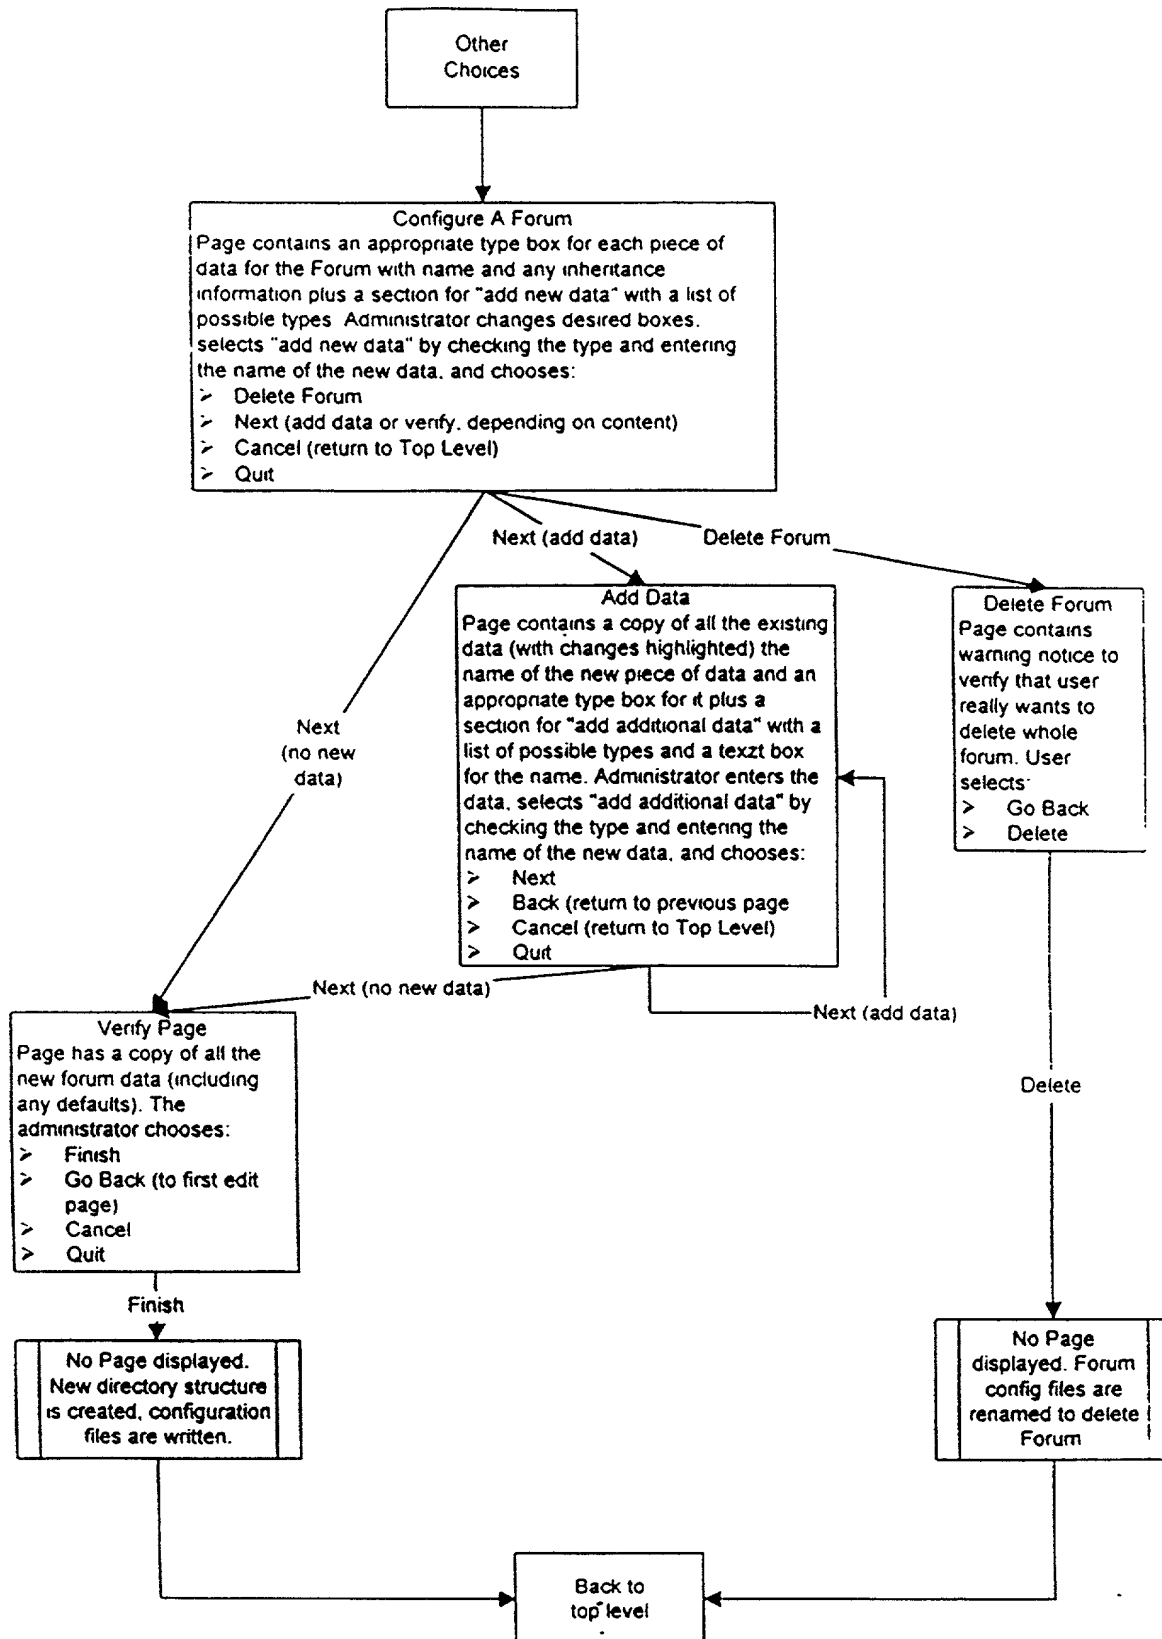 Other
Choices
Configure A Forum
Page contains an appropriate type box for each piece of
data for the Forum with name and any inheritance
information plus a section for "add new data" with a list of
possible types Administrator changes desired boxes,
selects "add new data" by checking the type and entering
the name of the new data, and chooses:
➢ Delete Forum
➢ Next (add data or verify, depending on content)
➢ Cancel (return to Top Level)
➢ Quit
Next (add data)
Delete Forum
Next
(no new
data)
Add Data
Page contains a copy of all the existing
data (with changes highlighted) the
name of the new piece of data and an
appropriate type box for it plus a
section for "add additional data" with a
list of possible types and a texzt box
for the name. Administrator enters the
data, selects "add additional data" by
checking the type and entering the
name of the new data, and chooses:
➢ Next
➢ Back (return to previous page
➢ Cancel (return to Top Level)
➢ Quit
Delete Forum
Page contains
warning notice to
verify that user
really wants to
delete whole
forum. User
selects:
➢ Go Back
➢ Delete
Next (no new data)
Next (add data)
Verify Page
Page has a copy of all the
new forum data (including
any defaults). The
administrator chooses:
➢ Finish
➢ Go Back (to first edit
page)
➢ Cancel
➢ Quit
Delete
Finish
No Page displayed.
New directory structure
is created, configuration
files are written.
No Page
displayed. Forum
config files are
renamed to delete
Forum
Back to
top level